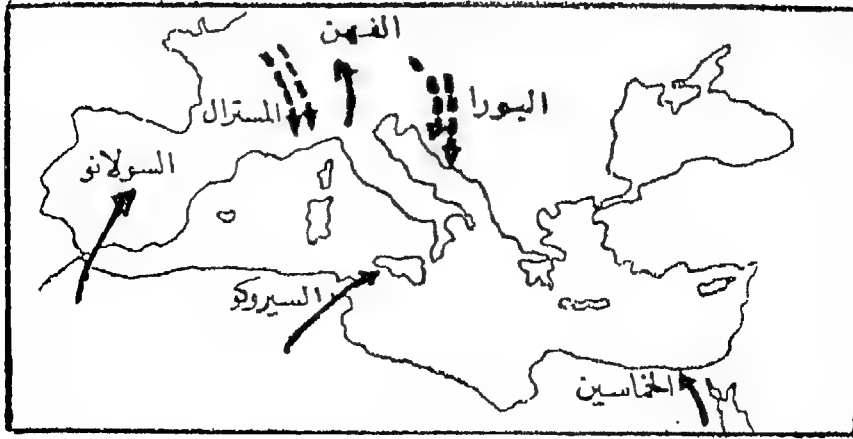 الفهن
المسترال
البورا
السولانو
السيروكو
الخماسين